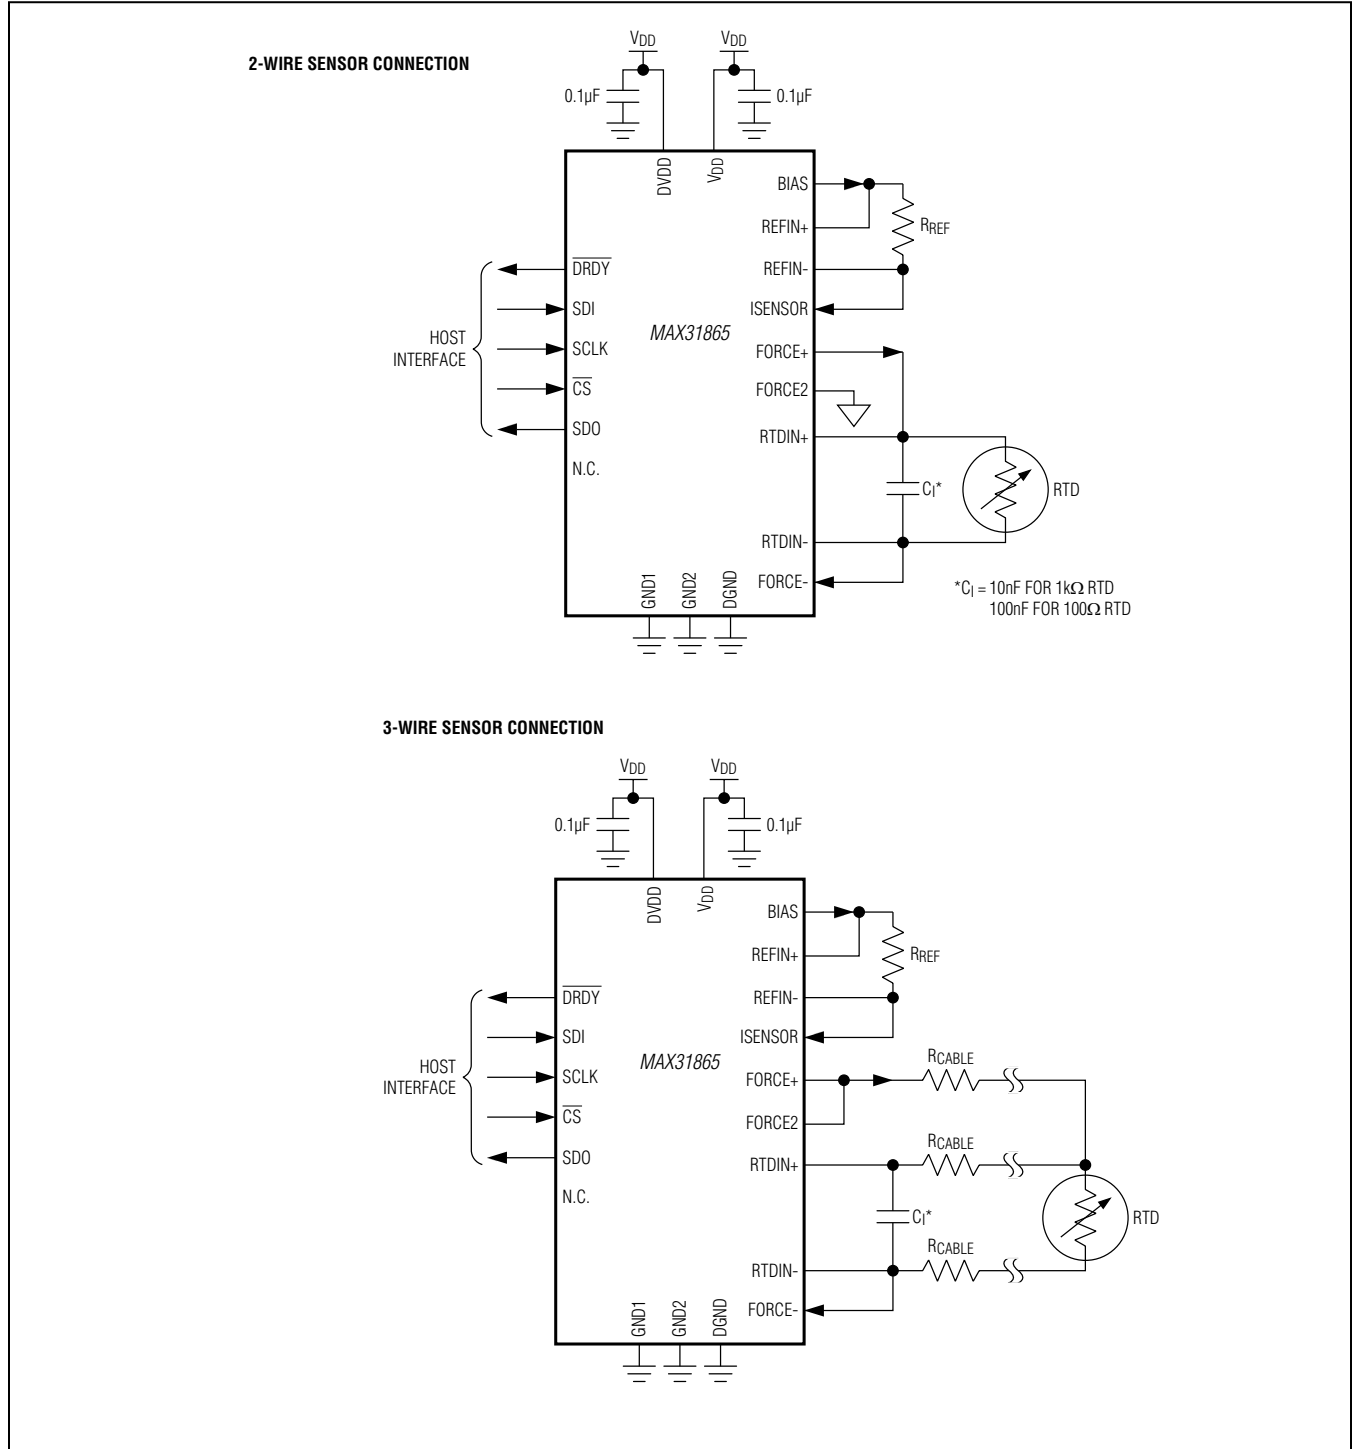 2-WIRE SENSOR CONNECTION
VDD
VDD
0.1µF
0.1µF
DVDD
VDD
BIAS
REFIN+
RREF
REFIN-
ISENSOR
FORCE+
FORCE2
RTDIN+
CI*
RTD
RTDIN-
FORCE-
DRDY
SDI
HOST
INTERFACE
SCLK
CS
SDO
N.C.
MAX31865
GND1
GND2
DGND
*CI = 10nF FOR 1kΩ RTD
100nF FOR 100Ω RTD
3-WIRE SENSOR CONNECTION
VDD
VDD
0.1µF
0.1µF
DVDD
VDD
BIAS
REFIN+
RREF
REFIN-
ISENSOR
RCABLE
FORCE+
FORCE2
RCABLE
RTDIN+
CI*
RTD
RCABLE
RTDIN-
FORCE-
DRDY
SDI
HOST
INTERFACE
SCLK
CS
SDO
N.C.
MAX31865
GND1
GND2
DGND